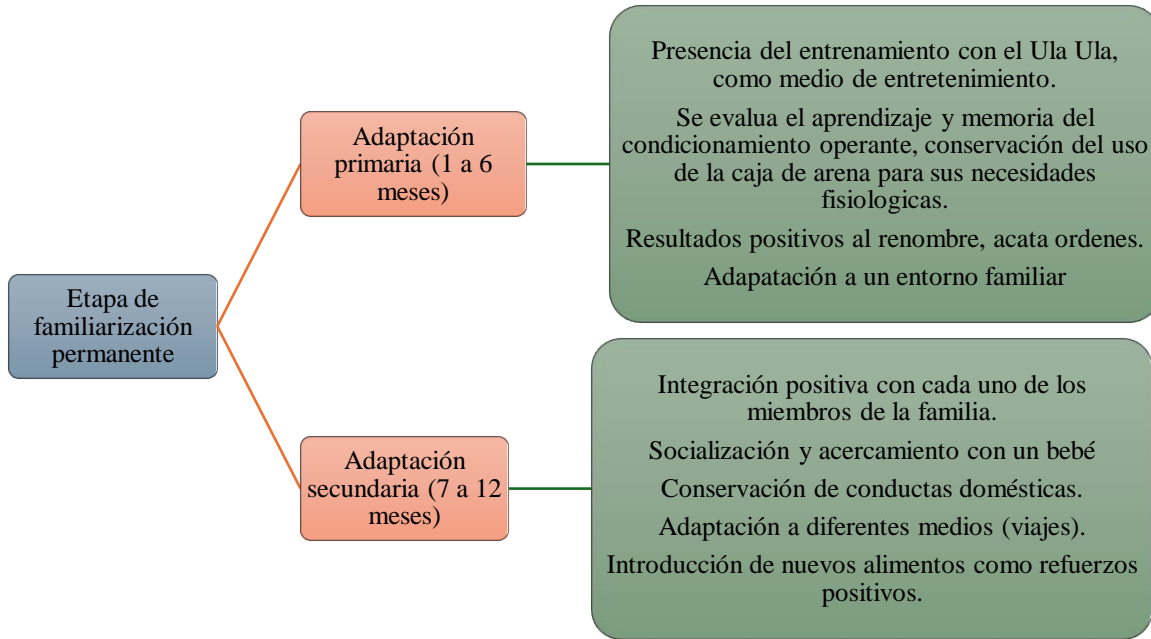 Etapa de
familiarización
permanente
Adaptación
primaria (1 a 6
meses)
Presencia del entrenamiento con el Ula Ula,
como medio de entretenimiento.
Se evalua el aprendizaje y memoria del
condicionamiento operante, conservación del uso
de la caja de arena para sus necesidades
fisiologicas.
Resultados positivos al renombre, acata ordenes.
Adapatación a un entorno familiar
Adaptación
secundaria (7 a 12
meses)
Integración positiva con cada uno de los
miembros de la familia.
Socialización y acercamiento con un bebé
Conservación de conductas domésticas.
Adaptación a diferentes medios (viajes).
Introducción de nuevos alimentos como refuerzos
positivos.